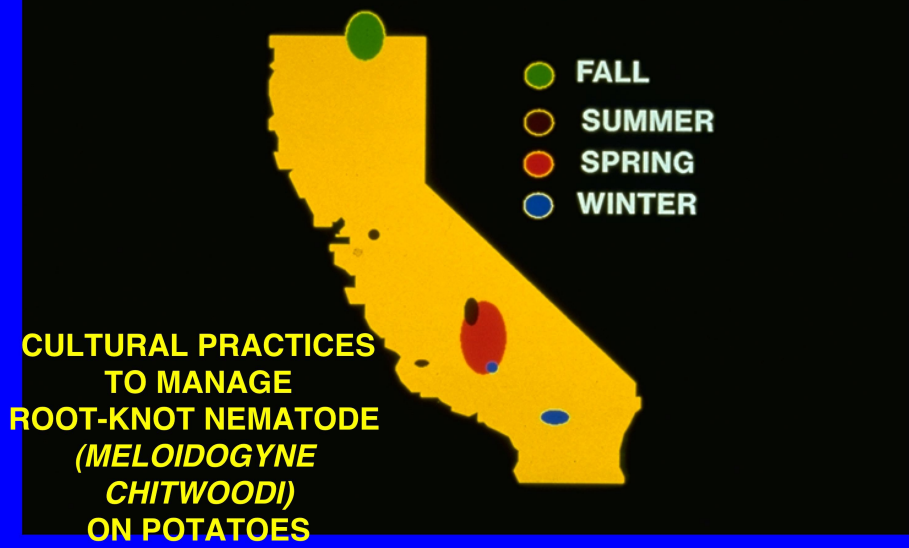 FALL
SUMMER
SPRING
WINTER
CULTURAL PRACTICES
TO MANAGE
ROOT-KNOT NEMATODE
(MELOIDOGYNE
CHITWOODI)
ON POTATOES